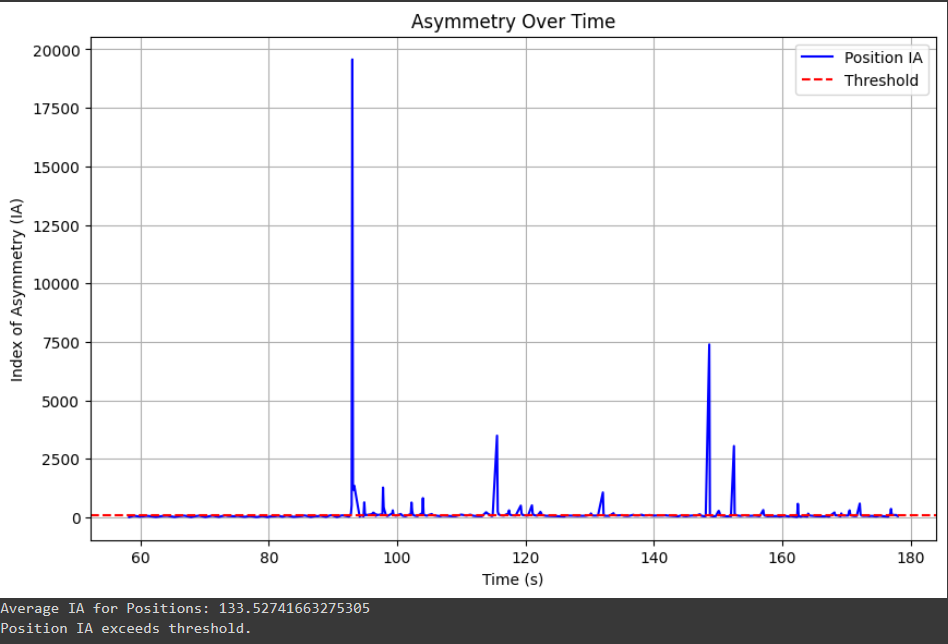 Asymmetry Over Time
20000
17500
15000
12500
10000
7500
5000
2500
0
Index of Asymmetry (IA)
Position IA
Threshold
60
80
100
120
140
160
180
Time (s)
Average IA for Positions: 133.52741663275305
Position IA exceeds threshold.